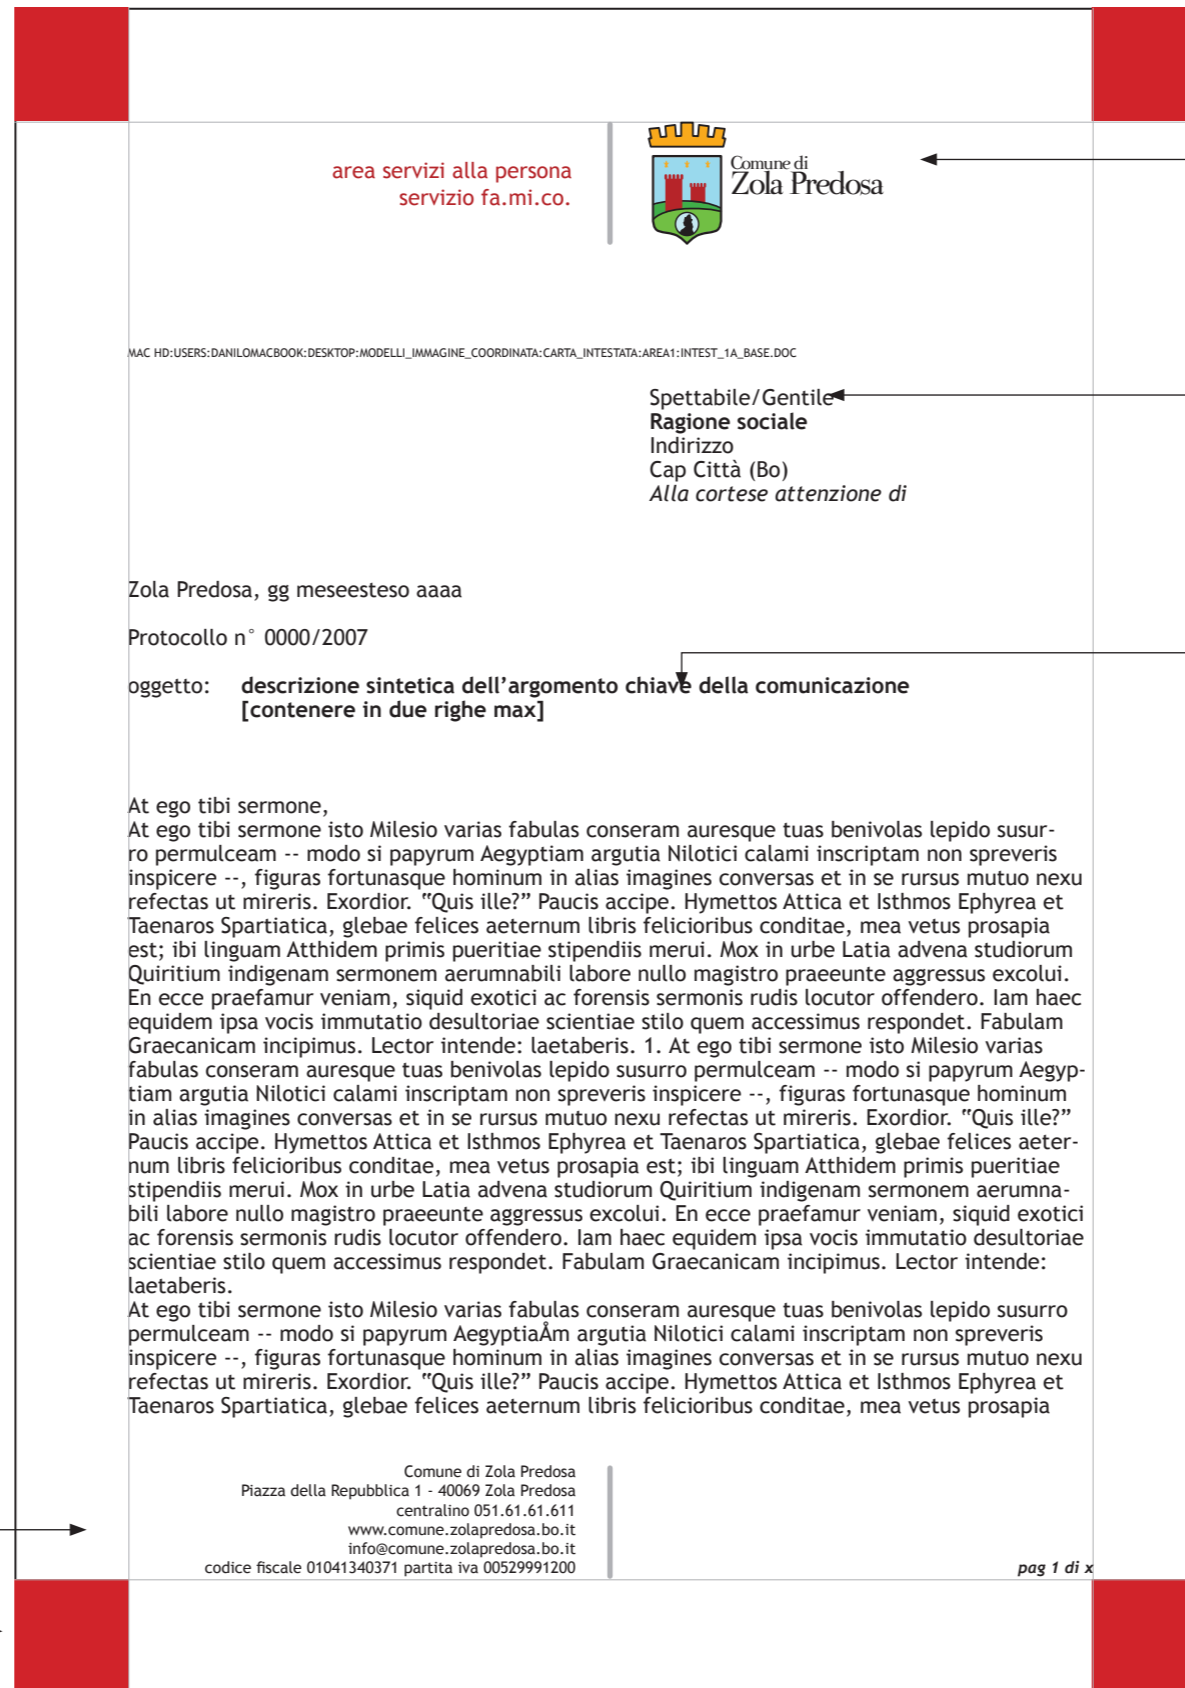 area servizi alla persona
servizio fa.mi.co.
Comune di
Zola Predosa
MAC HD:USERS:DANILOMACBOOK:DESKTOP:MODELLI_IMMAGINE_COORDINATA:CARTA_INTESTATA:AREA1:INTEST_1A_BASE.DOC
Spettabile/Gentile
Ragione sociale
Indirizzo
Cap Città (Bo)
Alla cortese attenzione di
Zola Predosa, gg meseesteso aaaa
Protocollo n° 0000/2007
oggetto: descrizione sintetica dell’argomento chiave della comunicazione
[contenere in due righe max]
At ego tibi sermone,
At ego tibi sermone isto Milesio varias fabulas conseram auresque tuas benivolas lepido susur-
ro permulceam -- modo si papyrum Aegyptiam argutia Nilotici calami inscriptam non spreveris
inspicere --, figuras fortunasque hominum in alias imagines conversas et in se rursus mutuo nexu
refectas ut mireris. Exordior. “Quis ille?” Paucis accipe. Hymettos Attica et Isthmos Ephyrea et
Taenaros Spartiatica, glebae felices aeternum libris felicioribus conditae, mea vetus prosapia
est; ibi linguam Atthidem primis pueritiae stipendiis merui. Mox in urbe Latia advena studiorum
Quiritium indigenam sermonem aerumnabili labore nullo magistro praeeunte aggressus excolui.
En ecce praefamur veniam, siquid exotici ac forensis sermonis rudis locutor offendero. Iam haec
equidem ipsa vocis immutatio desultoriae scientiae stilo quem accessimus respondet. Fabulam
Graecanicam incipimus. Lector intende: laetaberis. 1. At ego tibi sermone isto Milesio varias
fabulas conseram auresque tuas benivolas lepido susurro permulceam -- modo si papyrum Aegyp-
tiam argutia Nilotici calami inscriptam non spreveris inspicere --, figuras fortunasque hominum
in alias imagines conversas et in se rursus mutuo nexu refectas ut mireris. Exordior. “Quis ille?”
Paucis accipe. Hymettos Attica et Isthmos Ephyrea et Taenaros Spartiatica, glebae felices aeter-
num libris felicioribus conditae, mea vetus prosapia est; ibi linguam Atthidem primis pueritiae
stipendiis merui. Mox in urbe Latia advena studiorum Quiritium indigenam sermonem aerumna-
bili labore nullo magistro praeeunte aggressus excolui. En ecce praefamur veniam, siquid exotici
ac forensis sermonis rudis locutor offendero. Iam haec equidem ipsa vocis immutatio desultoriae
scientiae stilo quem accessimus respondet. Fabulam Graecanicam incipimus. Lector intende:
laetaberis.
At ego tibi sermone isto Milesio varias fabulas conseram auresque tuas benivolas lepido susurro
permulceam -- modo si papyrum AegyptiaÅm argutia Nilotici calami inscriptam non spreveris
inspicere --, figuras fortunasque hominum in alias imagines conversas et in se rursus mutuo nexu
refectas ut mireris. Exordior. “Quis ille?” Paucis accipe. Hymettos Attica et Isthmos Ephyrea et
Taenaros Spartiatica, glebae felices aeternum libris felicioribus conditae, mea vetus prosapia
Comune di Zola Predosa
Piazza della Repubblica 1 - 40069 Zola Predosa
centralino 051.61.61.611
www.comune.zolapredosa.bo.it
info@comune.zolapredosa.bo.it
codice fiscale 01041340371 partita iva 00529991200
pag 1 di x